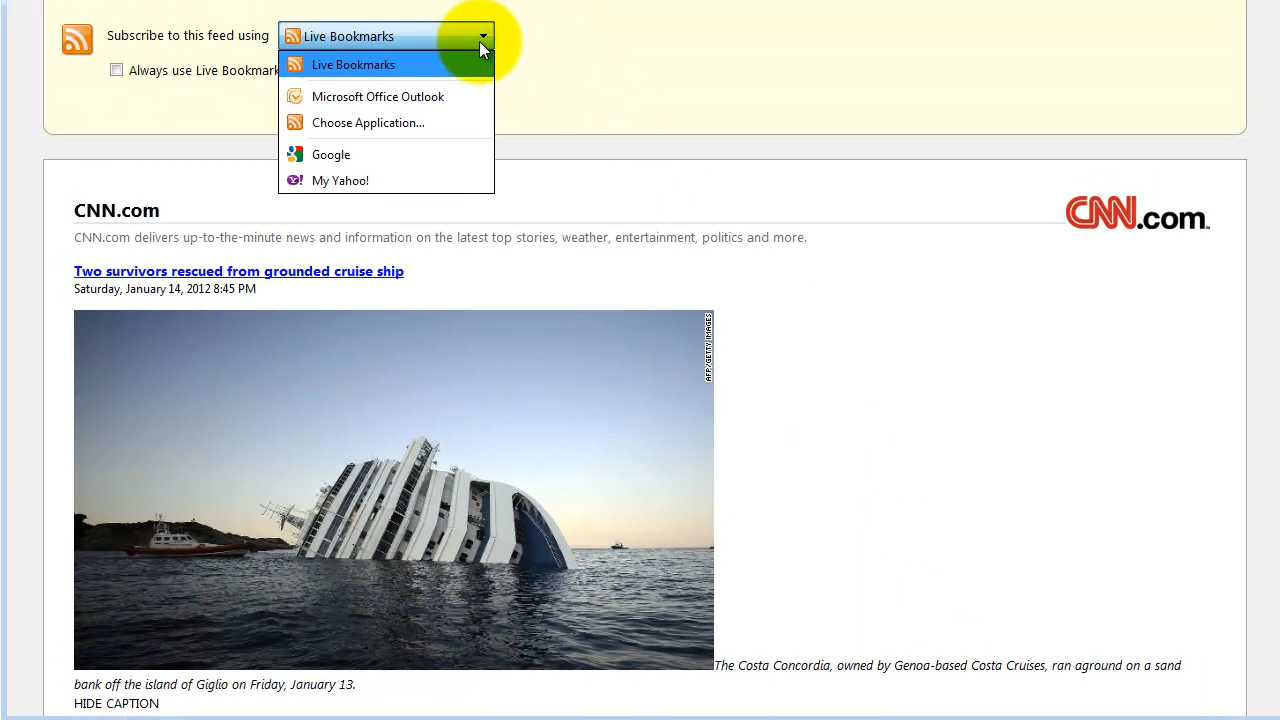 Subscribe to this feed using
Live Bookmarks
Always use Live Bookmark
Live Bookmarks
Microsoft Office Outlook
Choose Application...
Google
My Yahoo!
CNN.com
CNN.com
CNN.com delivers up-to-the-minute news and information on the latest top stories, weather, entertainment, politics and more.
Two survivors rescued from grounded cruise ship
Saturday, January 14, 2012 8:45 PM
AFP/GETTY IMAGES
The Costa Concordia, owned by Genoa-based Costa Cruises, ran aground on a sand
bank off the island of Giglio on Friday, January 13.
HIDE CAPTION